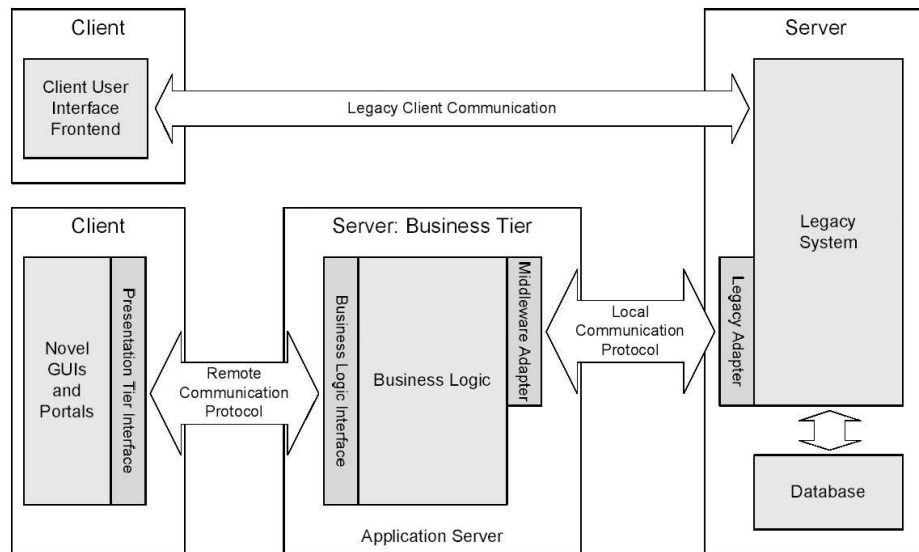 Client
Client User
Interface
Frontend
Legacy Client Communication
Server
Legacy
System
Legacy Adapter
Database
Client
Novel
GUIs
and
Portals
Presentation Tier Interface
Remote
Communication
Protocol
Server: Business Tier
Business Logic Interface
Business Logic
Middleware Adapter
Application Server
Local
Communication
Protocol